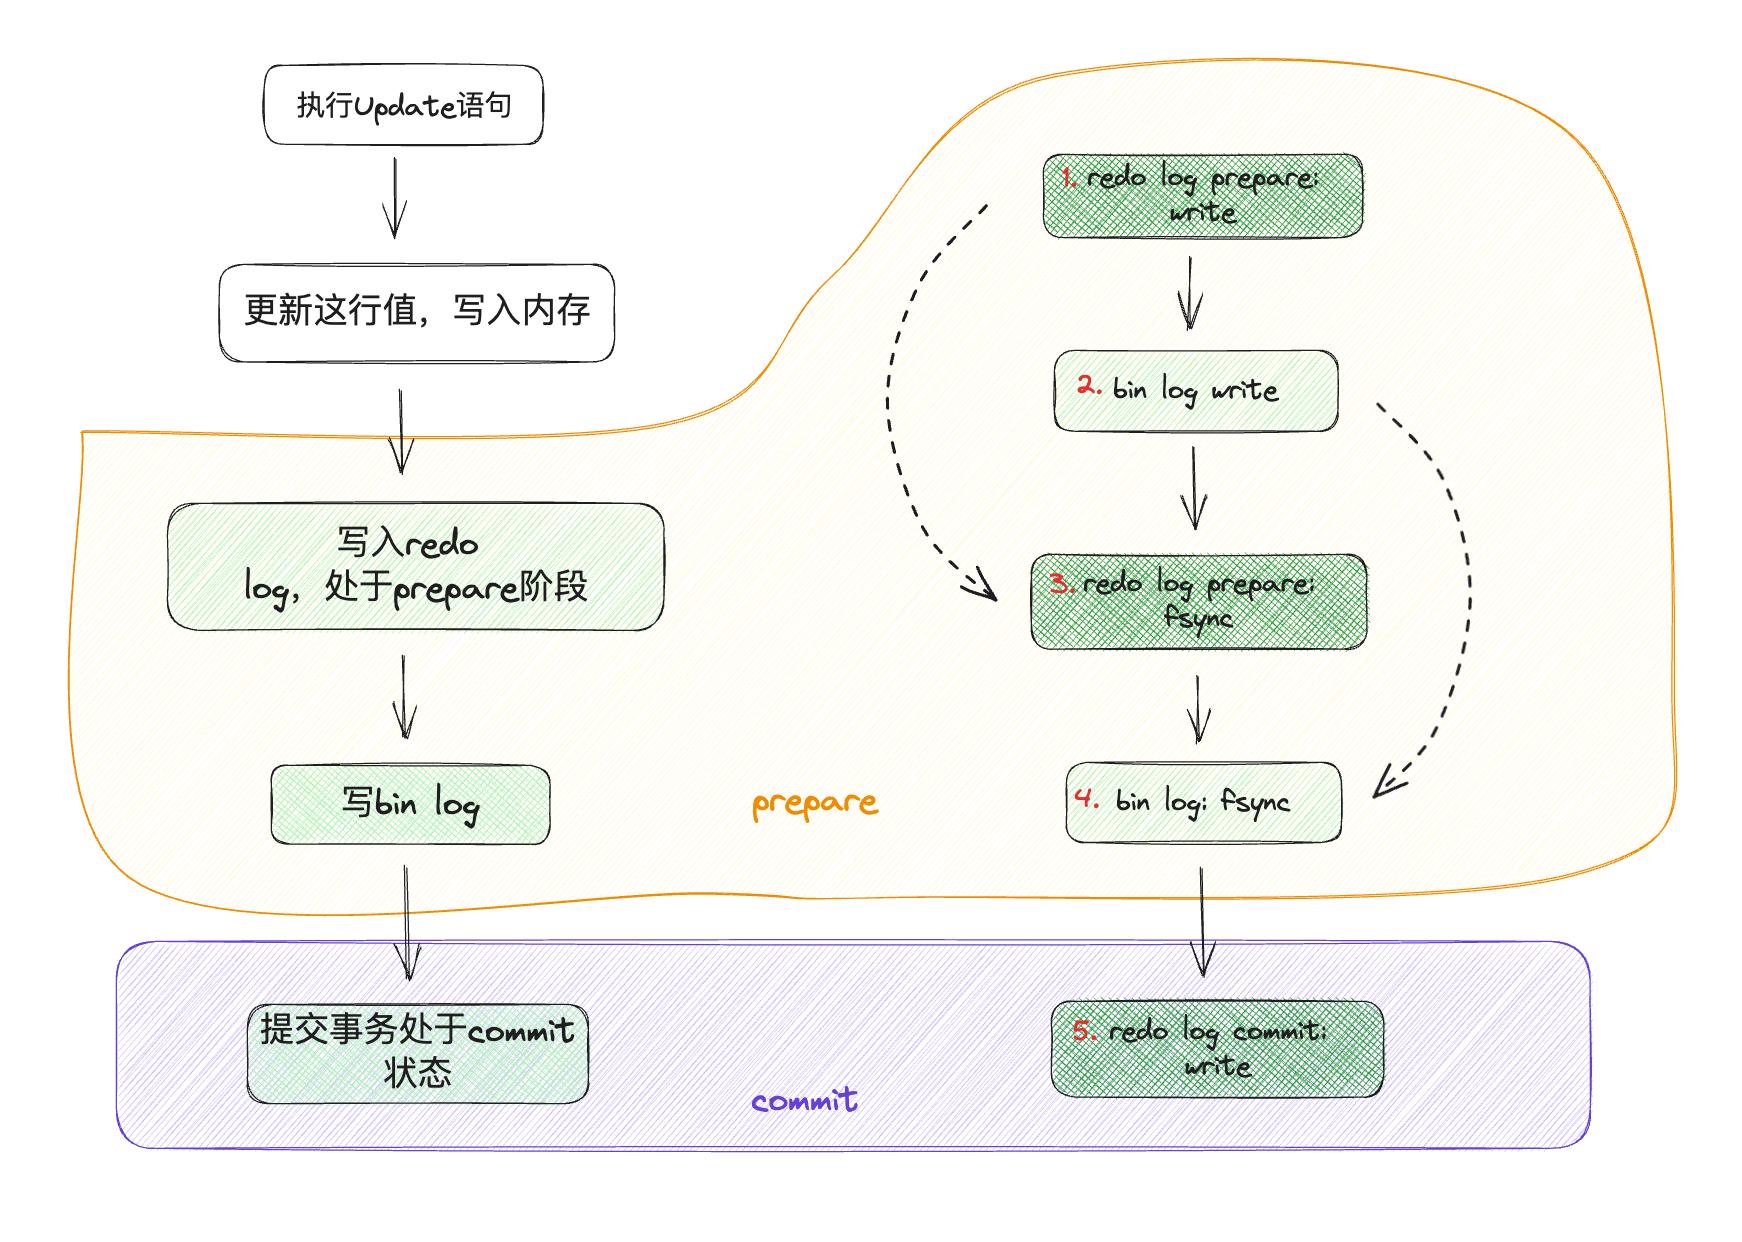 执行Update语句
更新这行值，写入内存
写入redo
log，处于prepare阶段
写bin log
提交事务处于commit
状态
prepare
commit
1. redo log prepare:
write
2. bin log write
3. redo log prepare:
fsync
4. bin log: fsync
5. redo log commit:
write